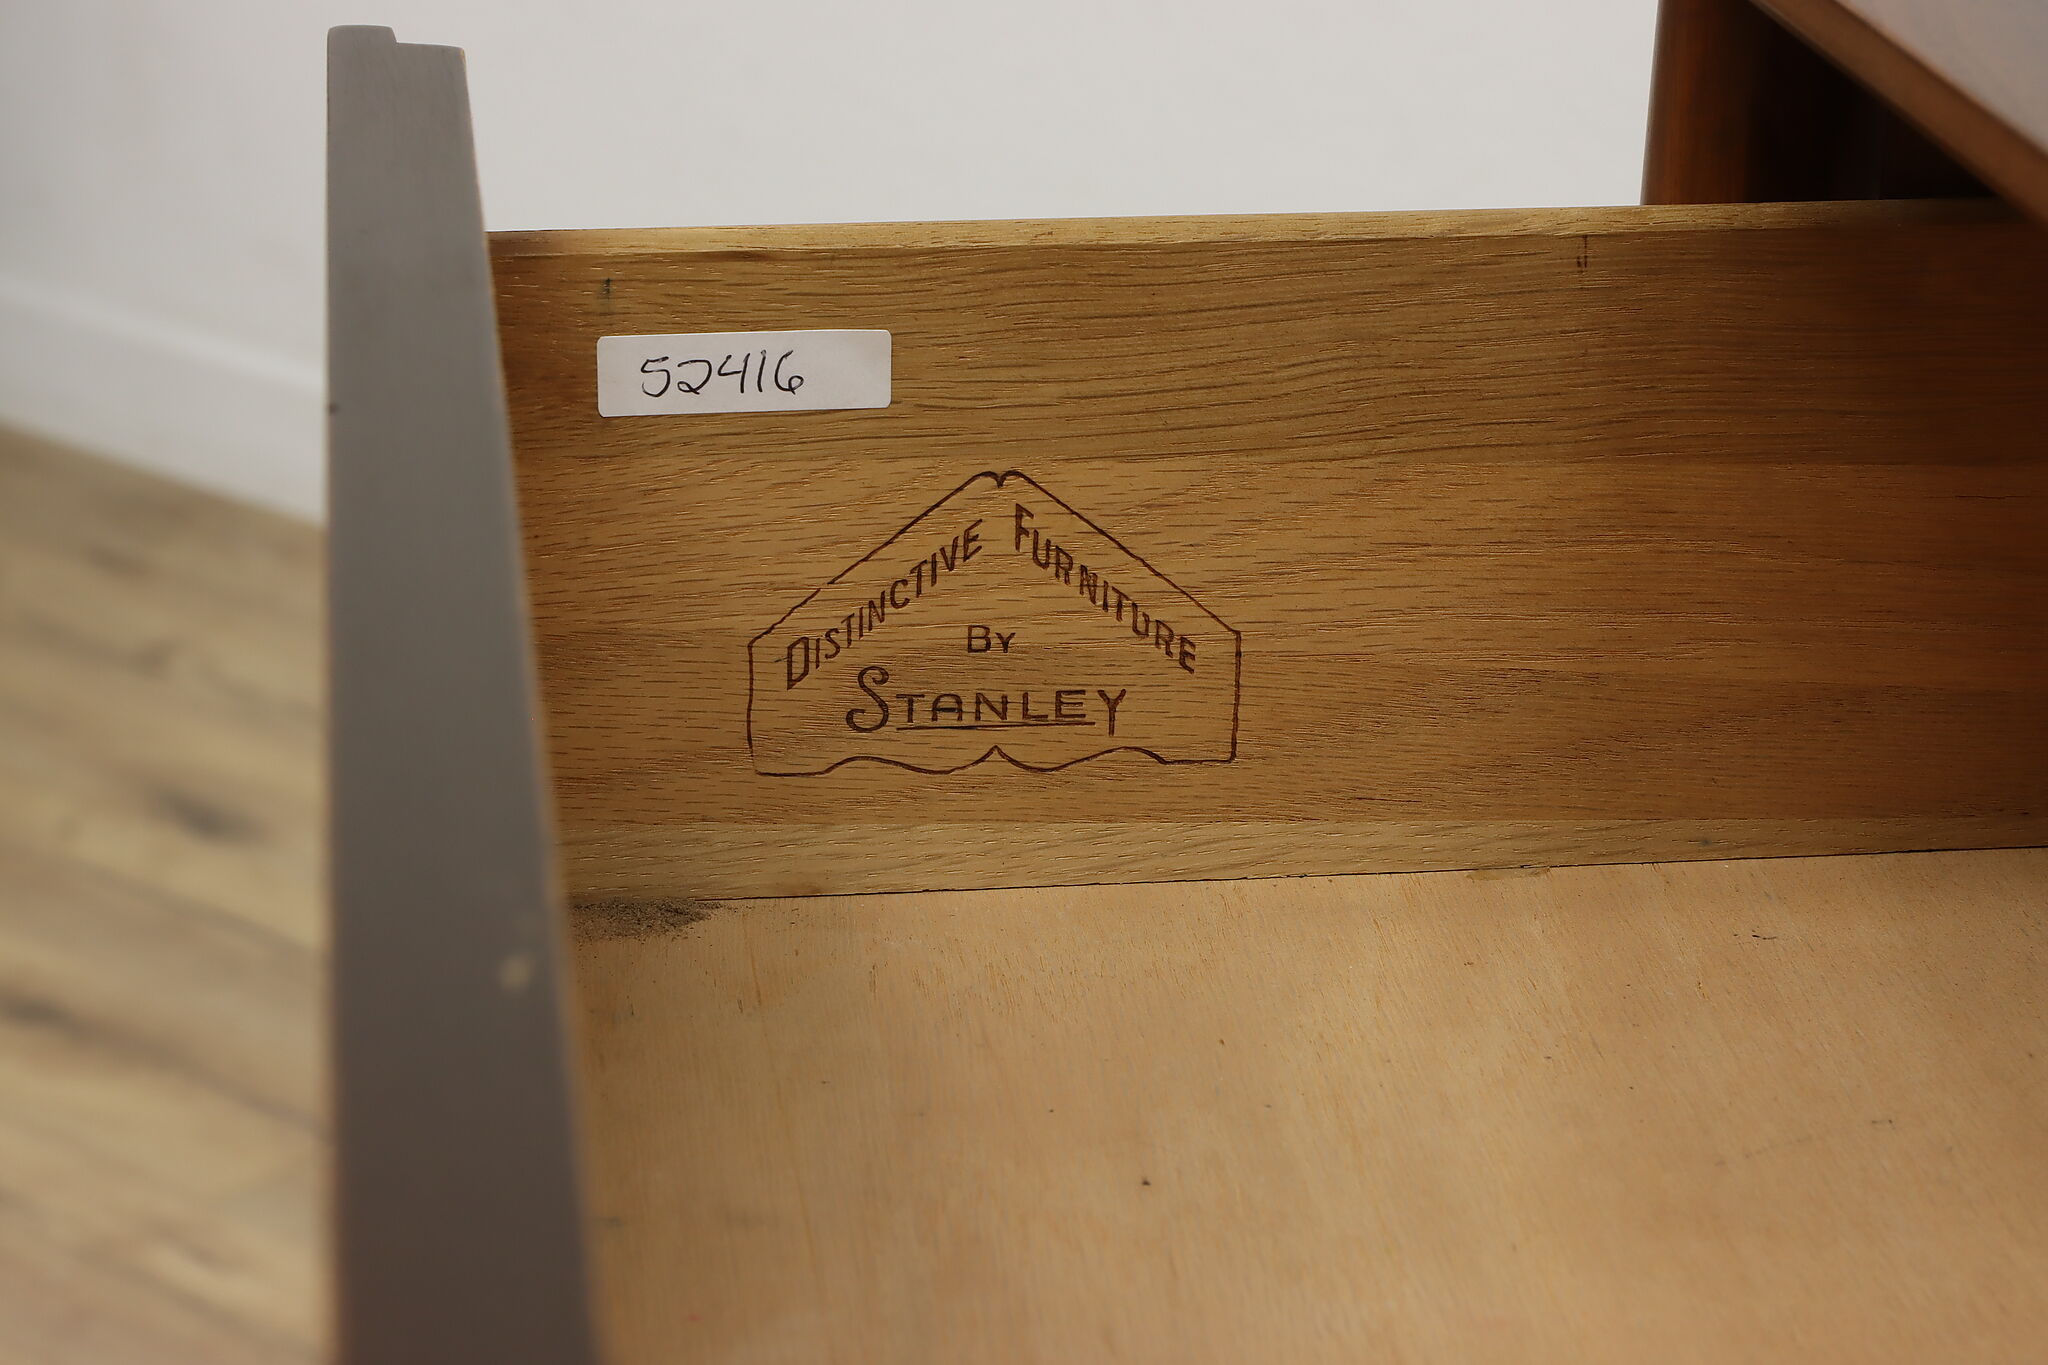 52416
Distinctive Furniture
By
Stanley